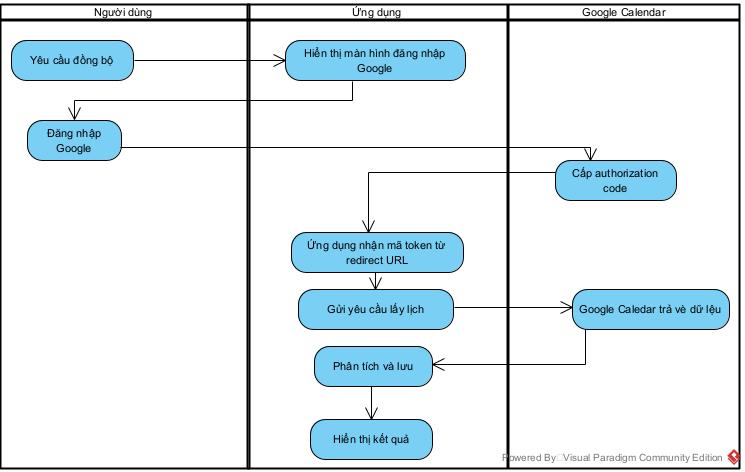 Người dùng
Ứng dụng
Google Calendar
Yêu cầu đồng bộ
Hiển thị màn hình đăng nhập
Google
Đăng nhập
Google
Cấp authorization
code
Ứng dụng nhận mã token từ
redirect URL
Gửi yêu cầu lấy lịch
Google Caledar trả vè dữ lệu
Phân tích và lưu
Hiển thị kết quả
Powered By Visual Paradigm Community Edition